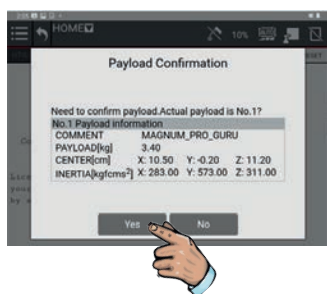 HOME
10%
Payload Confirmation
Need to confirm payload.Actual payload is No.1?
No.1 Payload information
COMMENT MAGNUM_PRO_GURU
PAYLOAD[kg] 3.40
CENTER[cm] X: 10.50 Y: -0.20 Z: 11.20
INERTIA[kgfcms²] X: 283.00 Y: 573.00 Z: 311.00
Yes No